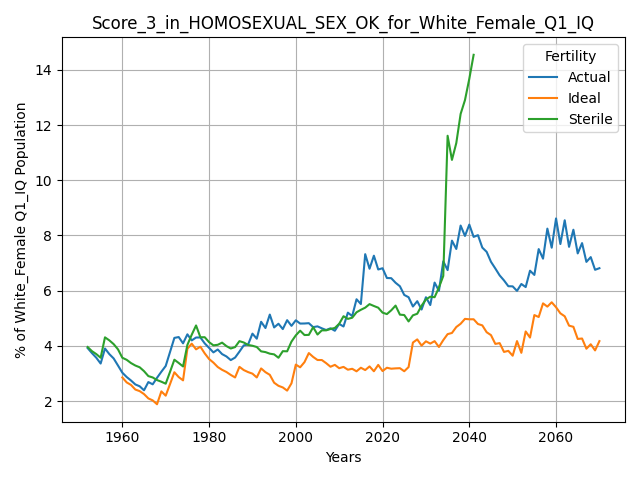 Score_3_in_HOMOSEXUAL_SEX_OK_for_White_Female_Q1_IQ
% of White_Female Q1_IQ Population
14
12
10
8
6
4
2
Fertility
Actual
Ideal
Sterile
1960 1980 2000 2020 2040 2060
Years